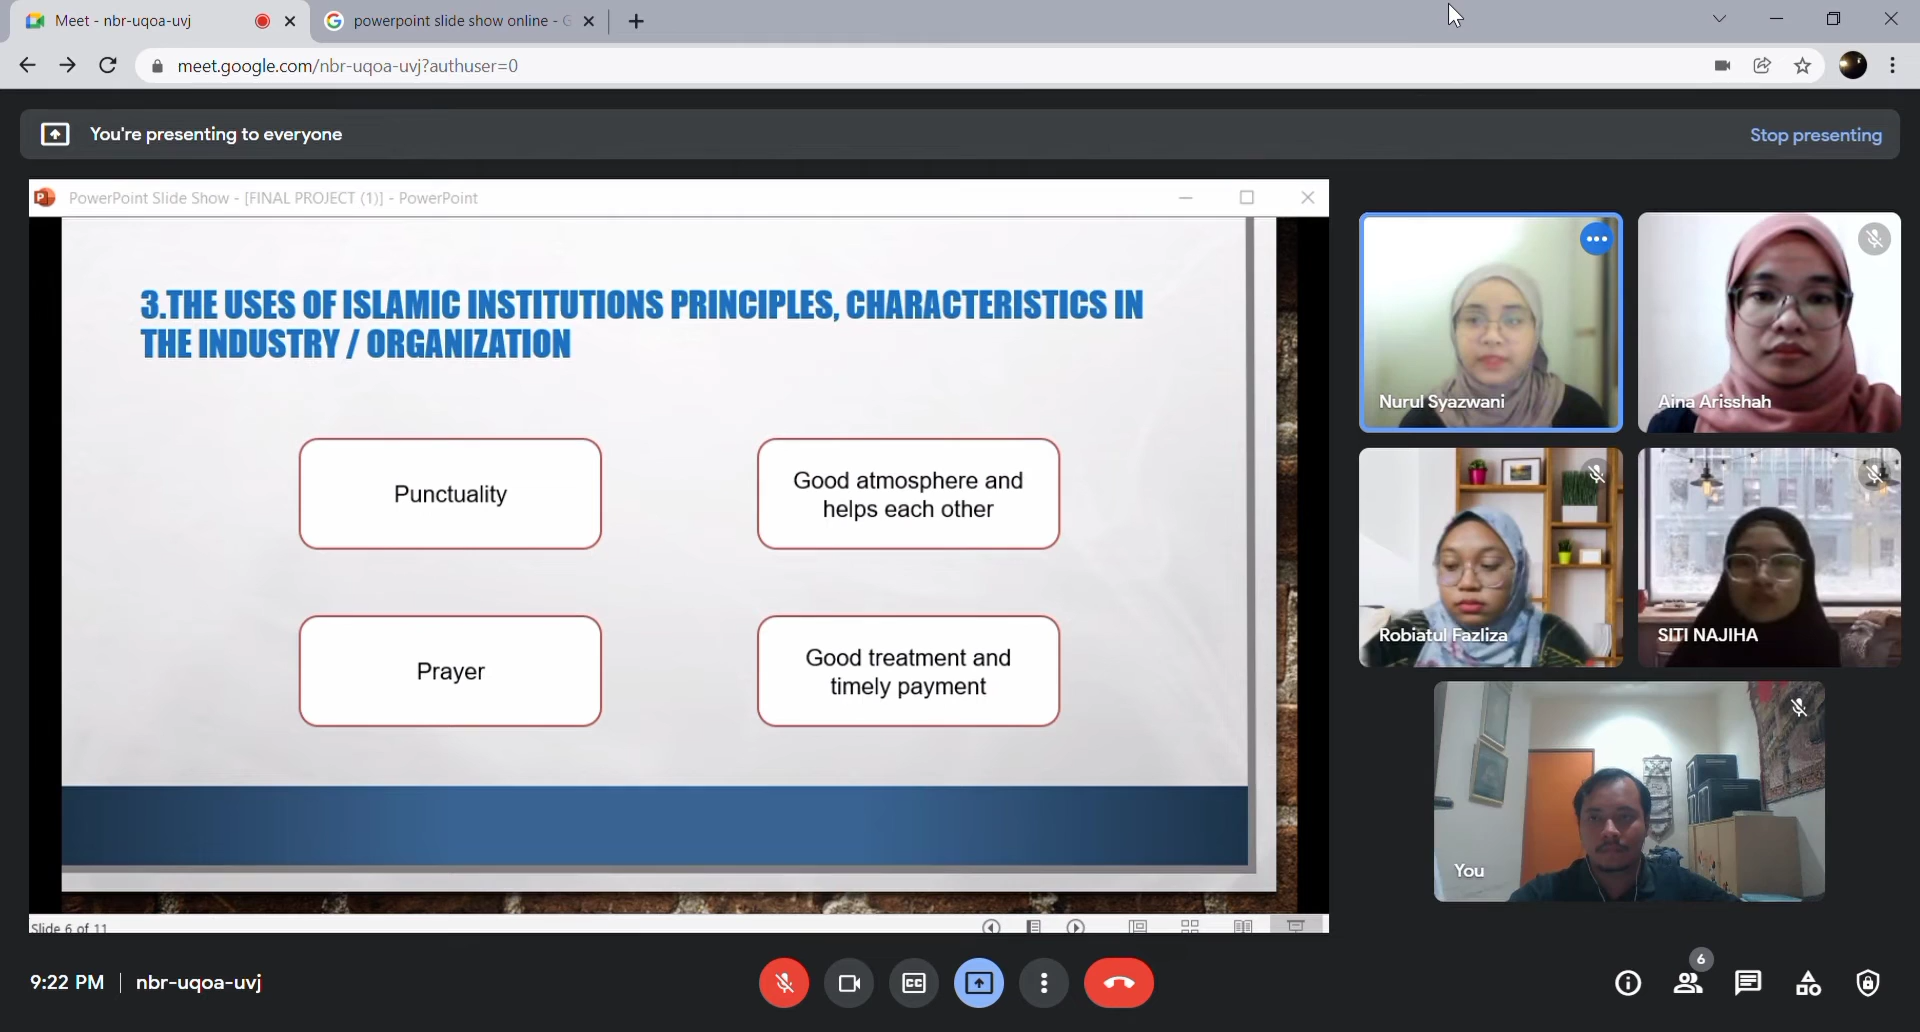 Meet - nbr-uqoa-uvj
powerpoint slide show online - G
meet.google.com/nbr-uqoa-uvj?authuser=0
You're presenting to everyone
Stop presenting
PowerPoint Slide Show - [FINAL PROJECT (1)] - PowerPoint
3.THE USES OF ISLAMIC INSTITUTIONS PRINCIPLES, CHARACTERISTICS IN
THE INDUSTRY / ORGANIZATION
Punctuality
Good atmosphere and
helps each other
Prayer
Good treatment and
timely payment
Slide 6 of 11
Nurul Syazwani
Aina Arisshah
Robiatul Fazliza
SITI NAJIHA
You
9:22 PM | nbr-uqoa-uvj
CC
6